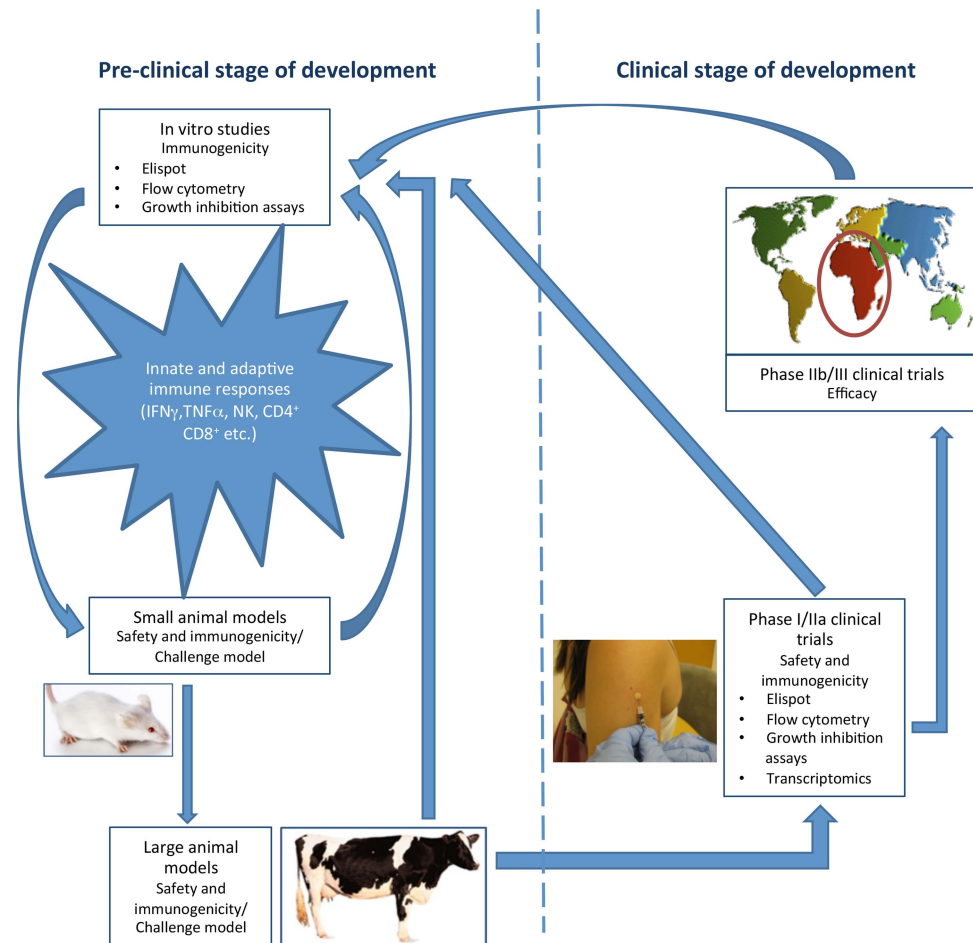 Pre-clinical stage of development
Clinical stage of development
In vitro studies
Immunogenicity
• Elispot
• Flow cytometry
• Growth inhibition assays
Innate and adaptive
immune responses
(IFNγ,TNFα, NK, CD4⁺
CD8⁺ etc.)
Small animal models
Safety and immunogenicity/
Challenge model
Large animal
models
Safety and
immunogenicity/
Challenge model
Phase I/IIa clinical
trials
Safety and
immunogenicity
• Elispot
• Flow cytometry
• Growth inhibition
assays
• Transcriptomics
Phase IIb/III clinical trials
Efficacy